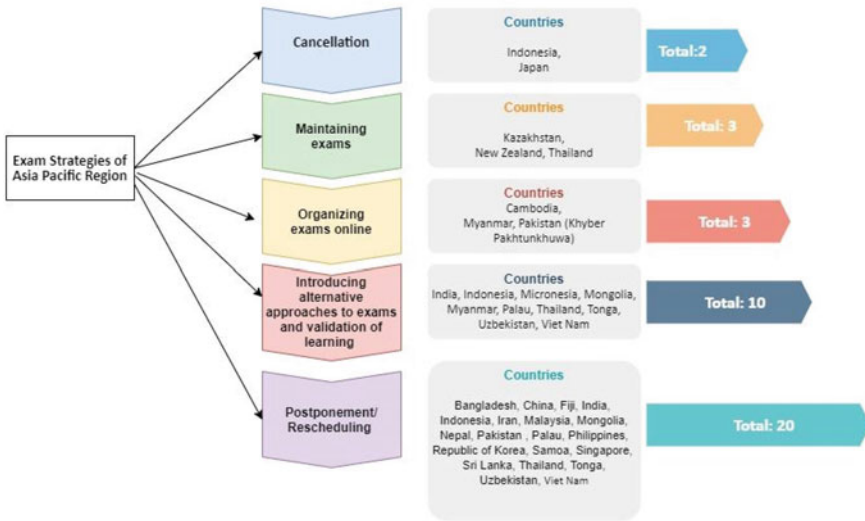 Exam Strategies of
Asia Pacific Region
Cancellation
Countries
Indonesia,
Japan
Total:2
Maintaining
exams
Countries
Kazakhstan,
New Zealand, Thailand
Total: 3
Organizing
exams online
Countries
Cambodia,
Myanmar, Pakistan (Khyber
Pakhtunkhuwa)
Total: 3
Introducing
alternative
approaches to exams
and validation of
learning
Countries
India, Indonesia, Micronesia, Mongolia,
Myanmar, Palau, Thailand, Tonga,
Uzbekistan, Viet Nam
Total: 10
Postponement/
Rescheduling
Countries
Bangladesh, China, Fiji, India,
Indonesia, Iran, Malaysia, Mongolia,
Nepal, Pakistan , Palau, Philippines,
Republic of Korea, Samoa, Singapore,
Sri Lanka, Thailand, Tonga,
Uzbekistan, Viet Nam
Total: 20